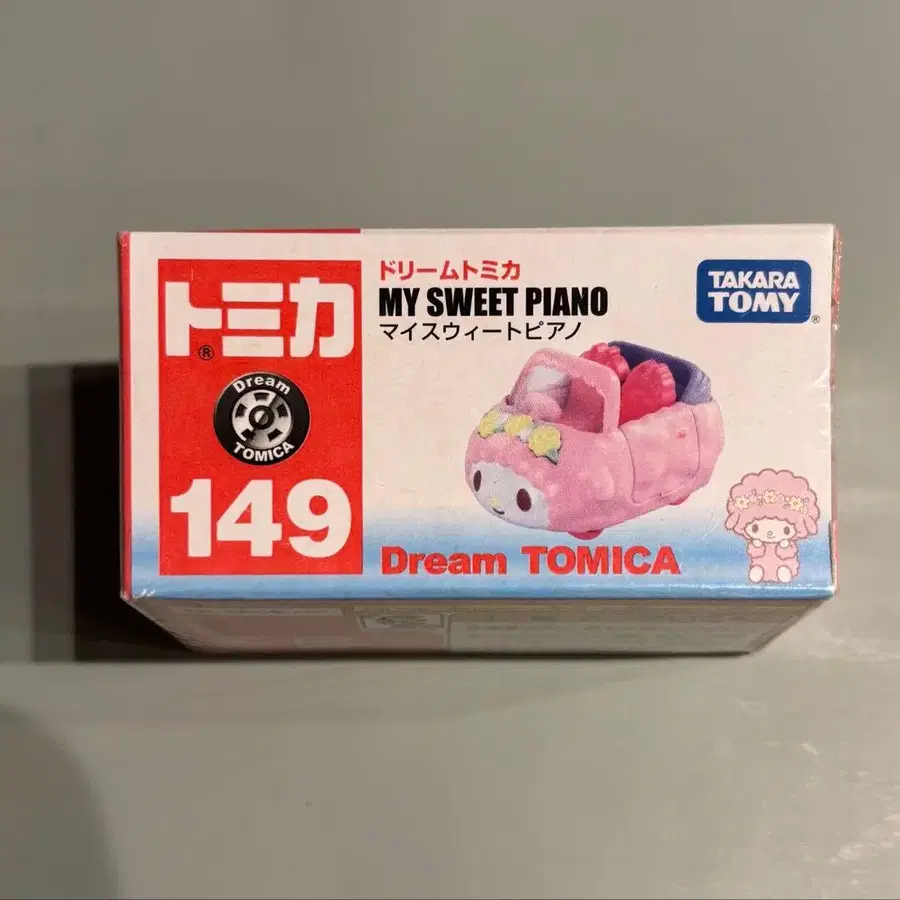 トミカ
®
Dream
TOMICA
149
ドリームトミカ
MY SWEET PIANO
マイスウィートピアノ
TAKARA
TOMY
®
Dream TOMICA